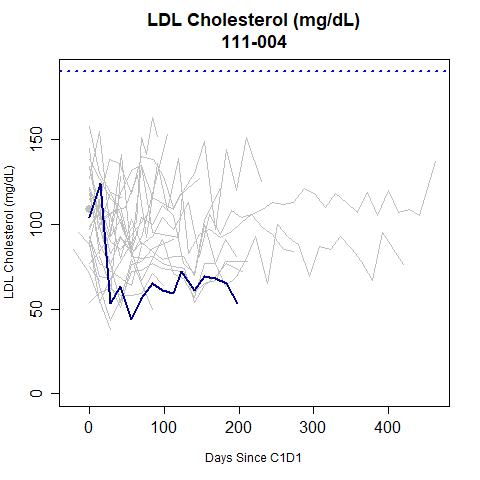 LDL Cholesterol (mg/dL)
111-004
LDL Cholesterol (mg/dL)
150
100
50
0
0 100 200 300 400
Days Since C1D1